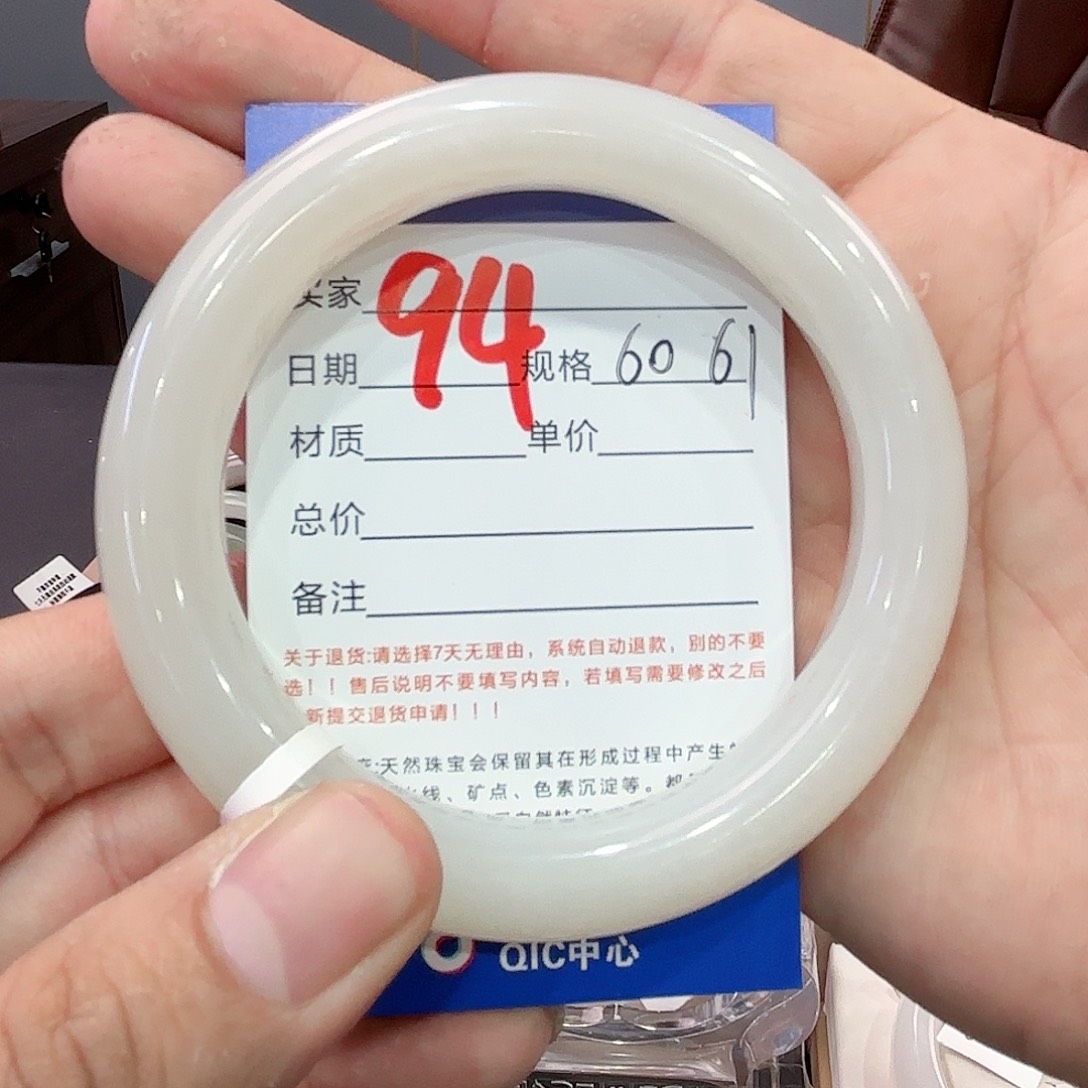 买家 94
日期 规格 60 61
材质 单价
总价
备注
关于退货:请选择7天无理由，系统自动退款，别的不要
选！！售后说明不要填写内容，若填写需要修改之后
新提交退货申请！！！
:天然珠宝会保留其在形成过程中产生
线、矿点、色素沉淀等。
QIC中心